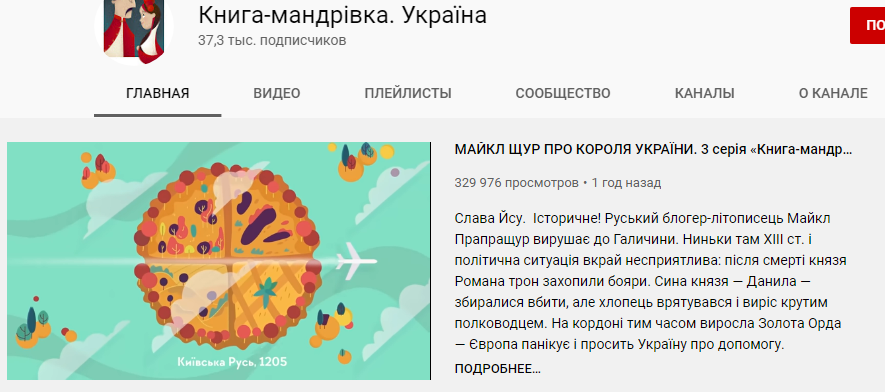 Книга-мандрівка. Україна
37,3 тыс. подписчиков
ПО
ГЛАВНАЯ
ВИДЕО
ПЛЕЙЛИСТЫ
СООБЩЕСТВО
КАНАЛЫ
О КАНАЛЕ
МАЙКЛ ЩУР ПРО КОРОЛЯ УКРАЇНИ. 3 серія «Книга-мандр...
329 976 просмотров • 1 год назад
Слава Йсу. Історичне! Руський блогер-літописець Майкл
Прапращур вирушає до Галичини. Ниньки там XIII ст. і
політична ситуація вкрай несприятлива: після смерті князя
Романа трон захопили бояри. Сина князя — Данила —
збиралися вбити, але хлопець врятувався і виріс крутим
полководцем. На кордоні тим часом виросла Золота Орда
— Європа панікує і просить Україну про допомогу.
ПОДРОБНЕЕ...
Київська Русь, 1205